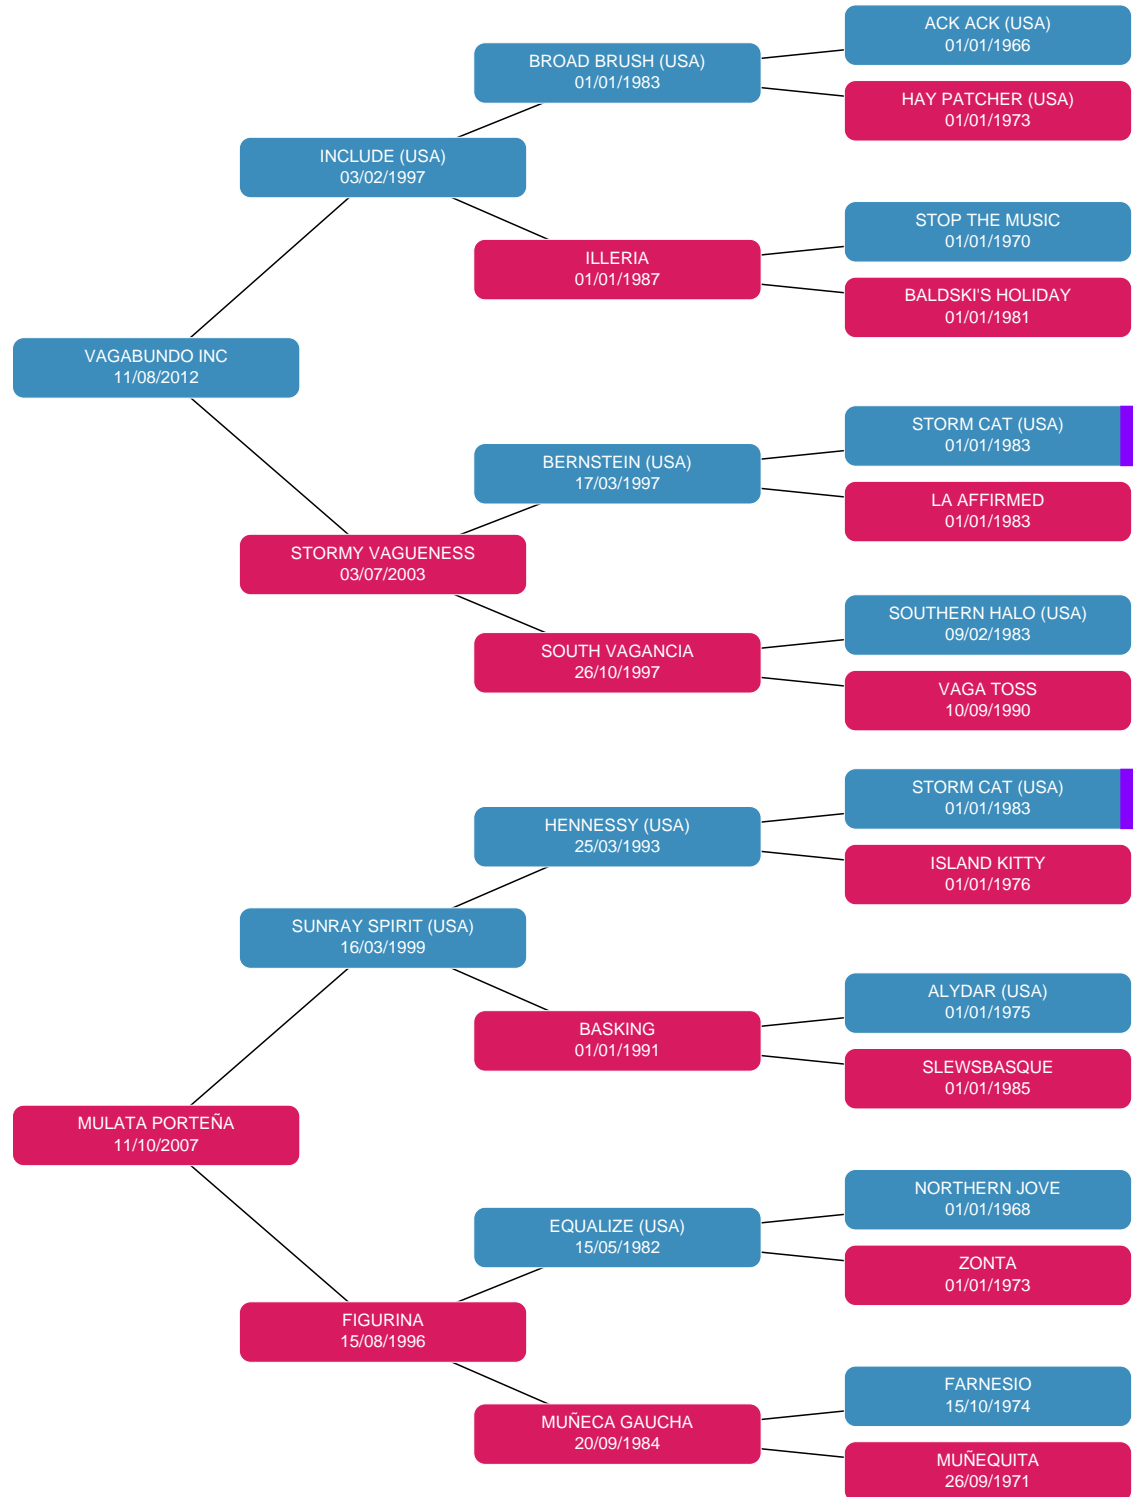 ACK ACK (USA)
01/01/1966
BROAD BRUSH (USA)
01/01/1983
HAY PATCHER (USA)
01/01/1973
INCLUDE (USA)
03/02/1997
STOP THE MUSIC
01/01/1970
ILLERIA
01/01/1987
BALDSKI'S HOLIDAY
01/01/1981
VAGABUNDO INC
11/08/2012
STORM CAT (USA)
01/01/1983
BERNSTEIN (USA)
17/03/1997
LA AFFIRMED
01/01/1983
STORMY VAGUENESS
03/07/2003
SOUTHERN HALO (USA)
09/02/1983
SOUTH VAGANCIA
26/10/1997
VAGA TOSS
10/09/1990
STORM CAT (USA)
01/01/1983
HENNESSY (USA)
25/03/1993
ISLAND KITTY
01/01/1976
SUNRAY SPIRIT (USA)
16/03/1999
ALYDAR (USA)
01/01/1975
BASKING
01/01/1991
SLEWSBASQUE
01/01/1985
MULATA PORTEÑA
11/10/2007
NORTHERN JOVE
01/01/1968
EQUALIZE (USA)
15/05/1982
ZONTA
01/01/1973
FIGURINA
15/08/1996
FARNESIO
15/10/1974
MUÑECA GAUCHA
20/09/1984
MUÑEQUITA
26/09/1971